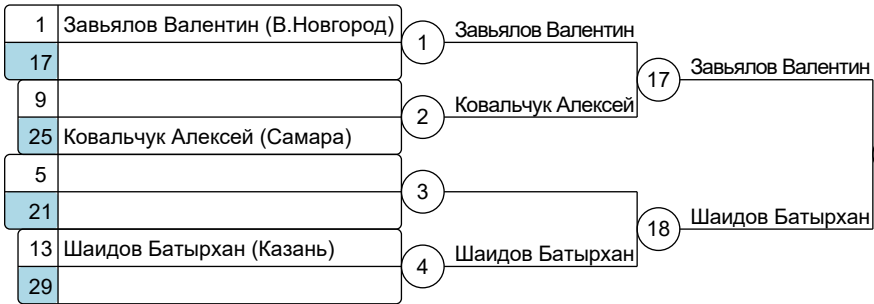 1 Завьялов Валентин (В.Новгород)
17
1 Завьялов Валентин
9
25 Ковальчук Алексей (Самара)
2 Ковальчук Алексей
17 Завьялов Валентин
5
21
3
13 Шаидов Батырхан (Казань)
29
4 Шаидов Батырхан
18 Шаидов Батырхан